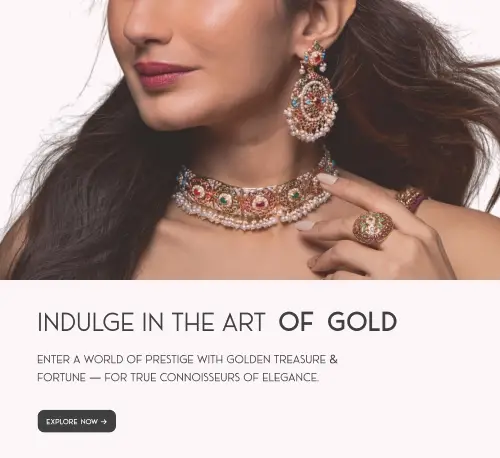 INDULGE IN THE ART OF GOLD
ENTER A WORLD OF PRESTIGE WITH GOLDEN TREASURE &
FORTUNE — FOR TRUE CONNOISSEURS OF ELEGANCE.
EXPLORE NOW →